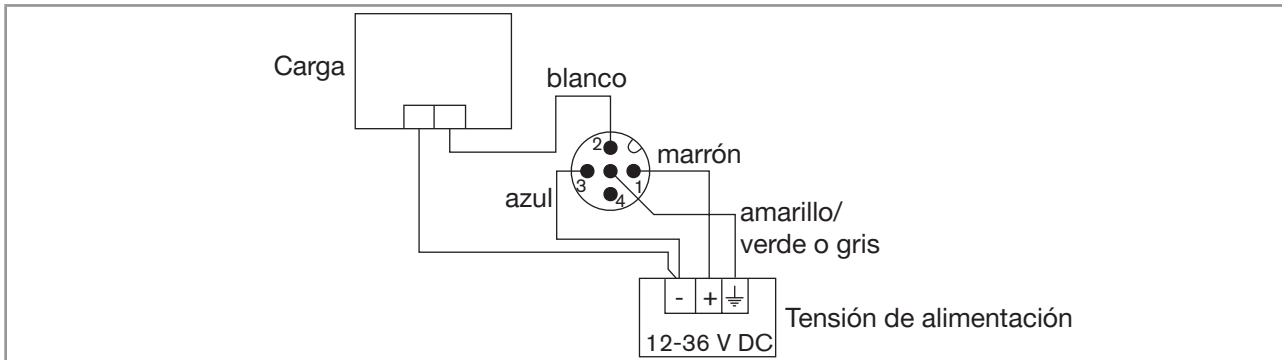 Carga
blanco
2
marrón
3
1
azul
4
amarillo/
verde o gris
- +
Tensión de alimentación
12-36 V DC